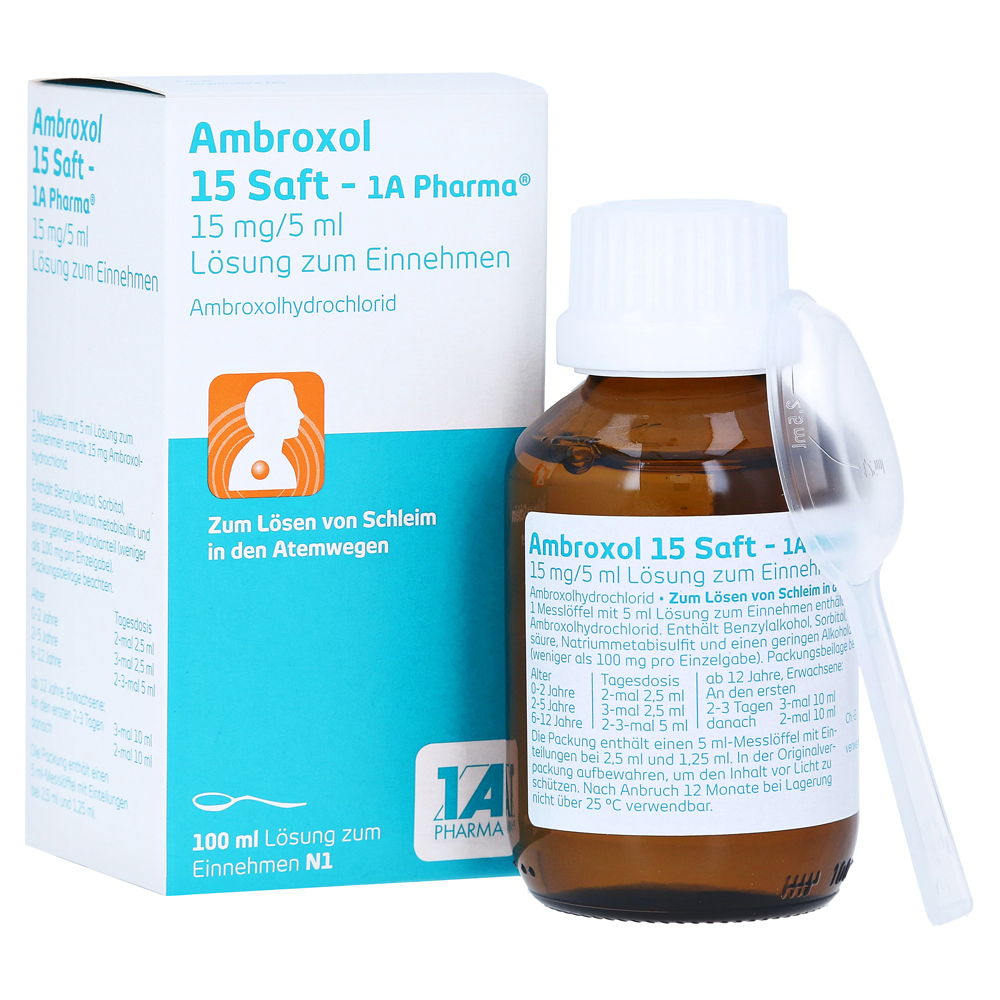 Ambroxol
15 Saft -
1A Pharma®
15 mg/5 ml
Lösung zum Einnehmen
1 Messlöffel mit 5 ml Lösung zum
Einnehmen enthält 15 mg Ambroxol-
hydrochlorid.
Enthält Benzylalkohol, Sorbitol,
Benzoesäure, Natriummetabisulfit und
einen geringen Alkoholanteil (weniger
als 100 mg pro Einzelgabe).
Packungsbeilage beachten.
Alter Tagesdosis
0-2 Jahre 2-mal 2,5 ml
2-5 Jahre 3-mal 2,5 ml
6-12 Jahre 2-3-mal 5 ml
ab 12 Jahre, Erwachsene:
An den ersten 2-3 Tagen 3-mal 10 ml
danach 2-mal 10 ml
Die Packung enthält einen
5 ml-Messlöffel mit Einteilungen
bei 2,5 ml und 1,25 ml.
Ambroxol
15 Saft - 1A Pharma®
15 mg/5 ml
Lösung zum Einnehmen
Ambroxolhydrochlorid
Zum Lösen von Schleim
in den Atemwegen
100 ml Lösung zum
Einnehmen N1
1A
PHARMA
2,5 ml
Ambroxol 15 Saft - 1A
15 mg/5 ml Lösung zum
Ambroxolhydrochlorid • Zum Lösen von Schleim in
1 Messlöffel mit 5 ml Lösung zum Einnehmen
Ambroxolhydrochlorid. Enthält Benzylalkohol, Sorbitol,
säure, Natriummetabisulfit und einen geringen
(weniger als 100 mg pro Einzelgabe). Packungsbeilage
Alter Tagesdosis ab 12 Jahre, Erwachsene:
0-2 Jahre 2-mal 2,5 ml An den ersten
2-5 Jahre 3-mal 2,5 ml 2-3 Tagen 3-mal 10 ml
6-12 Jahre 2-3-mal 5 ml danach 2-mal 10 ml
Die Packung enthält einen 5 ml-Messlöffel mit Ein-
teilungen bei 2,5 ml und 1,25 ml. In der Originalver-
packung aufbewahren, um den Inhalt vor Licht zu
schützen. Nach Anbruch 12 Monate bei Lagerung
nicht über 25 °C verwendbar.